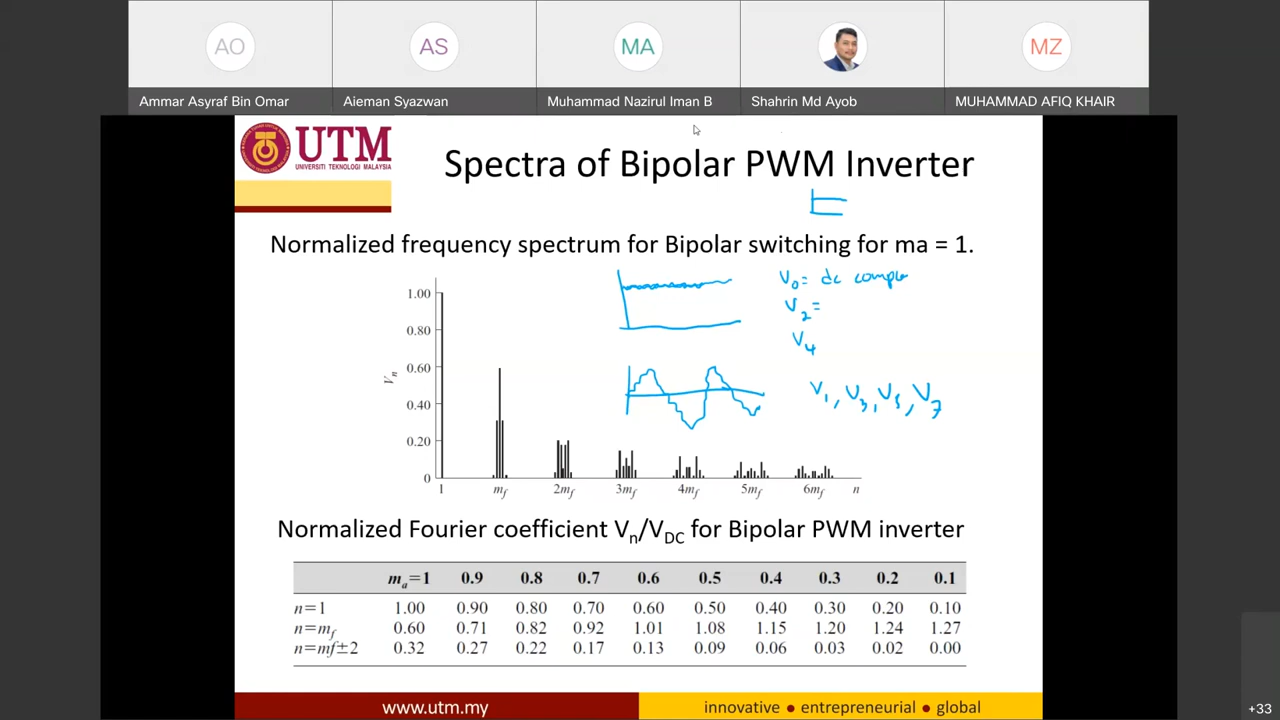 AO AS MA MZ
Ammar Asyraf Bin Omar Aieman Syazwan Muhammad Nazirul Iman B Shahrin Md Ayob MUHAMMAD AFIQ KHAIR
UTM
UNIVERSITI TEKNOLOGI MALAYSIA
Spectra of Bipolar PWM Inverter
Normalized frequency spectrum for Bipolar switching for ma = 1.
V₀= dc
V₂=
V₄
V₁, V₃, V₅, V₇
Vn
1.00
0.80
0.60
0.40
0.20
0
1 mf 2mf 3mf 4mf 5mf 6mf n
Normalized Fourier coefficient Vn/VDC for Bipolar PWM inverter
ma=1 0.9 0.8 0.7 0.6 0.5 0.4 0.3 0.2 0.1
n=1 1.00 0.90 0.80 0.70 0.60 0.50 0.40 0.30 0.20 0.10
n=mf 0.60 0.71 0.82 0.92 1.01 1.08 1.15 1.20 1.24 1.27
n=mf±2 0.32 0.27 0.22 0.17 0.13 0.09 0.06 0.03 0.02 0.00
www.utm.my
innovative ● entrepreneurial ● global
+33